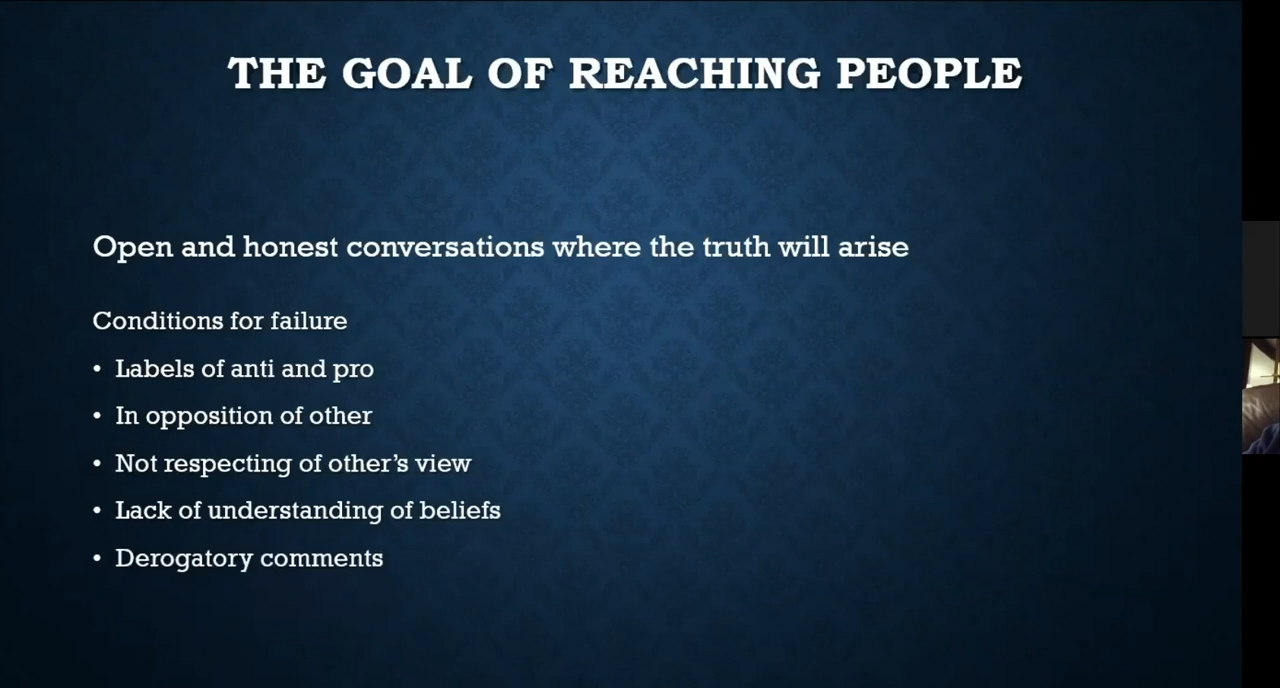 THE GOAL OF REACHING PEOPLE
Open and honest conversations where the truth will arise
Conditions for failure
• Labels of anti and pro
• In opposition of other
• Not respecting of other’s view
• Lack of understanding of beliefs
• Derogatory comments